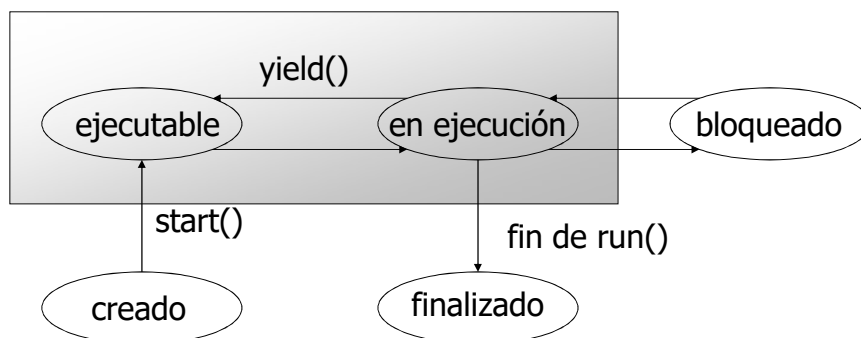 yield()
ejecutable
en ejecución
bloqueado
start()
fin de run()
creado
finalizado